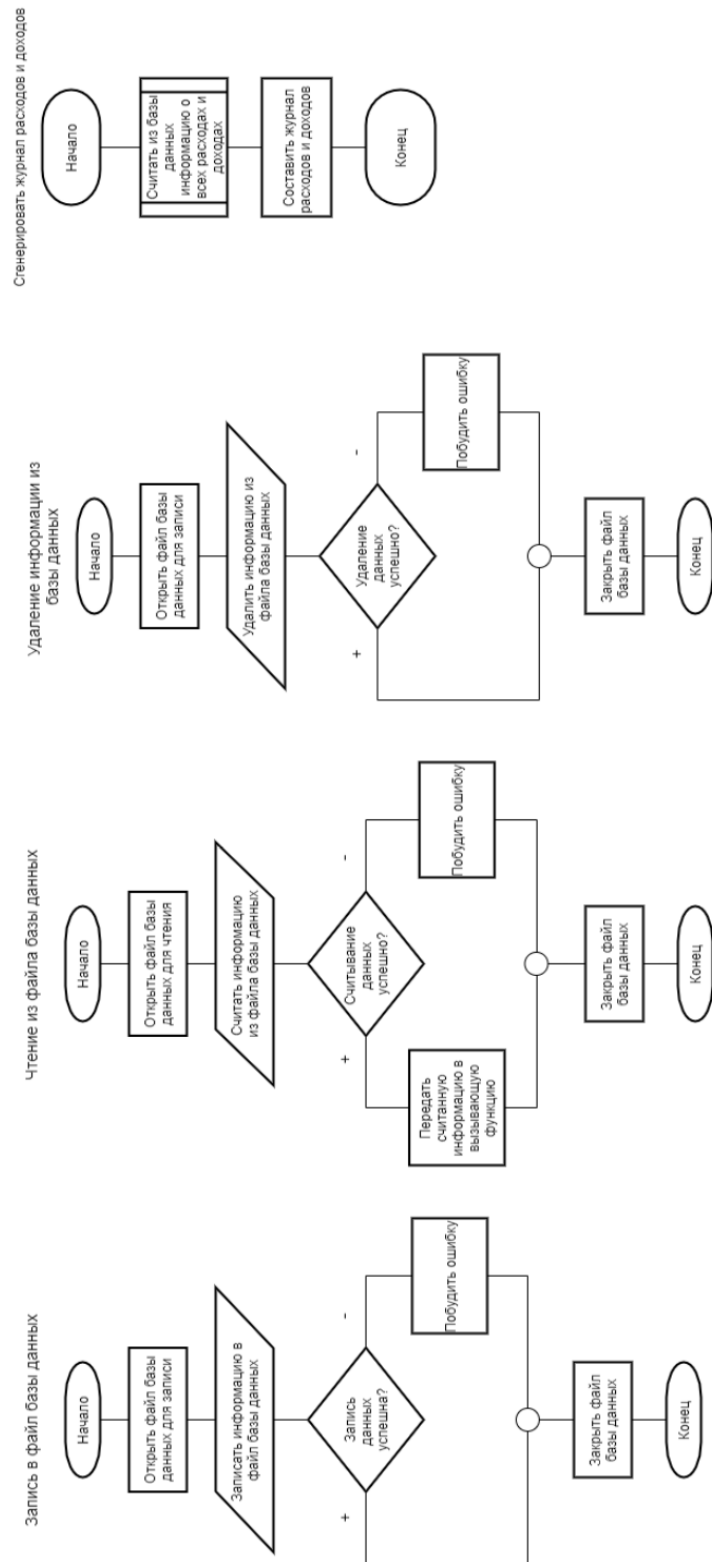 Запись в файл базы данных
Начало
Открыть файл базы
данных для записи
Записать информацию в
файл базы данных
Запись
данных
успешна?
+
-
Побудить ошибку
Закрыть файл
базы данных
Конец
Чтение из файла базы данных
Начало
Открыть файл базы
данных для чтения
Считать информацию
из файла базы данных
Считывание
данных
успешно?
+
-
Передать
считанную
информацию в
вызывающую
функцию
Побудить ошибку
Закрыть файл
базы данных
Конец
Удаление информации из
базы данных
Начало
Открыть файл базы
данных для записи
Удалить информацию из
файла базы данных
Удаление
данных
успешно?
+
-
Побудить ошибку
Закрыть файл
базы данных
Конец
Сгенерировать журнал расходов и доходов
Начало
Считать из базы
данных
информацию о
всех расходах и
доходах
Составить журнал
расходов и доходов
Конец